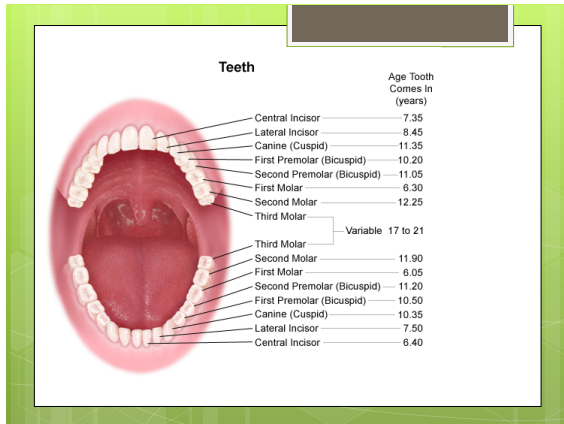 Teeth
Age Tooth
Comes In
(years)
Central Incisor 7.35
Lateral Incisor 8.45
Canine (Cuspid) 11.35
First Premolar (Bicuspid) 10.20
Second Premolar (Bicuspid) 11.05
First Molar 6.30
Second Molar 12.25
Third Molar
Variable 17 to 21
Third Molar
Second Molar 11.90
First Molar 6.05
Second Premolar (Bicuspid) 11.20
First Premolar (Bicuspid) 10.50
Canine (Cuspid) 10.35
Lateral Incisor 7.50
Central Incisor 6.40